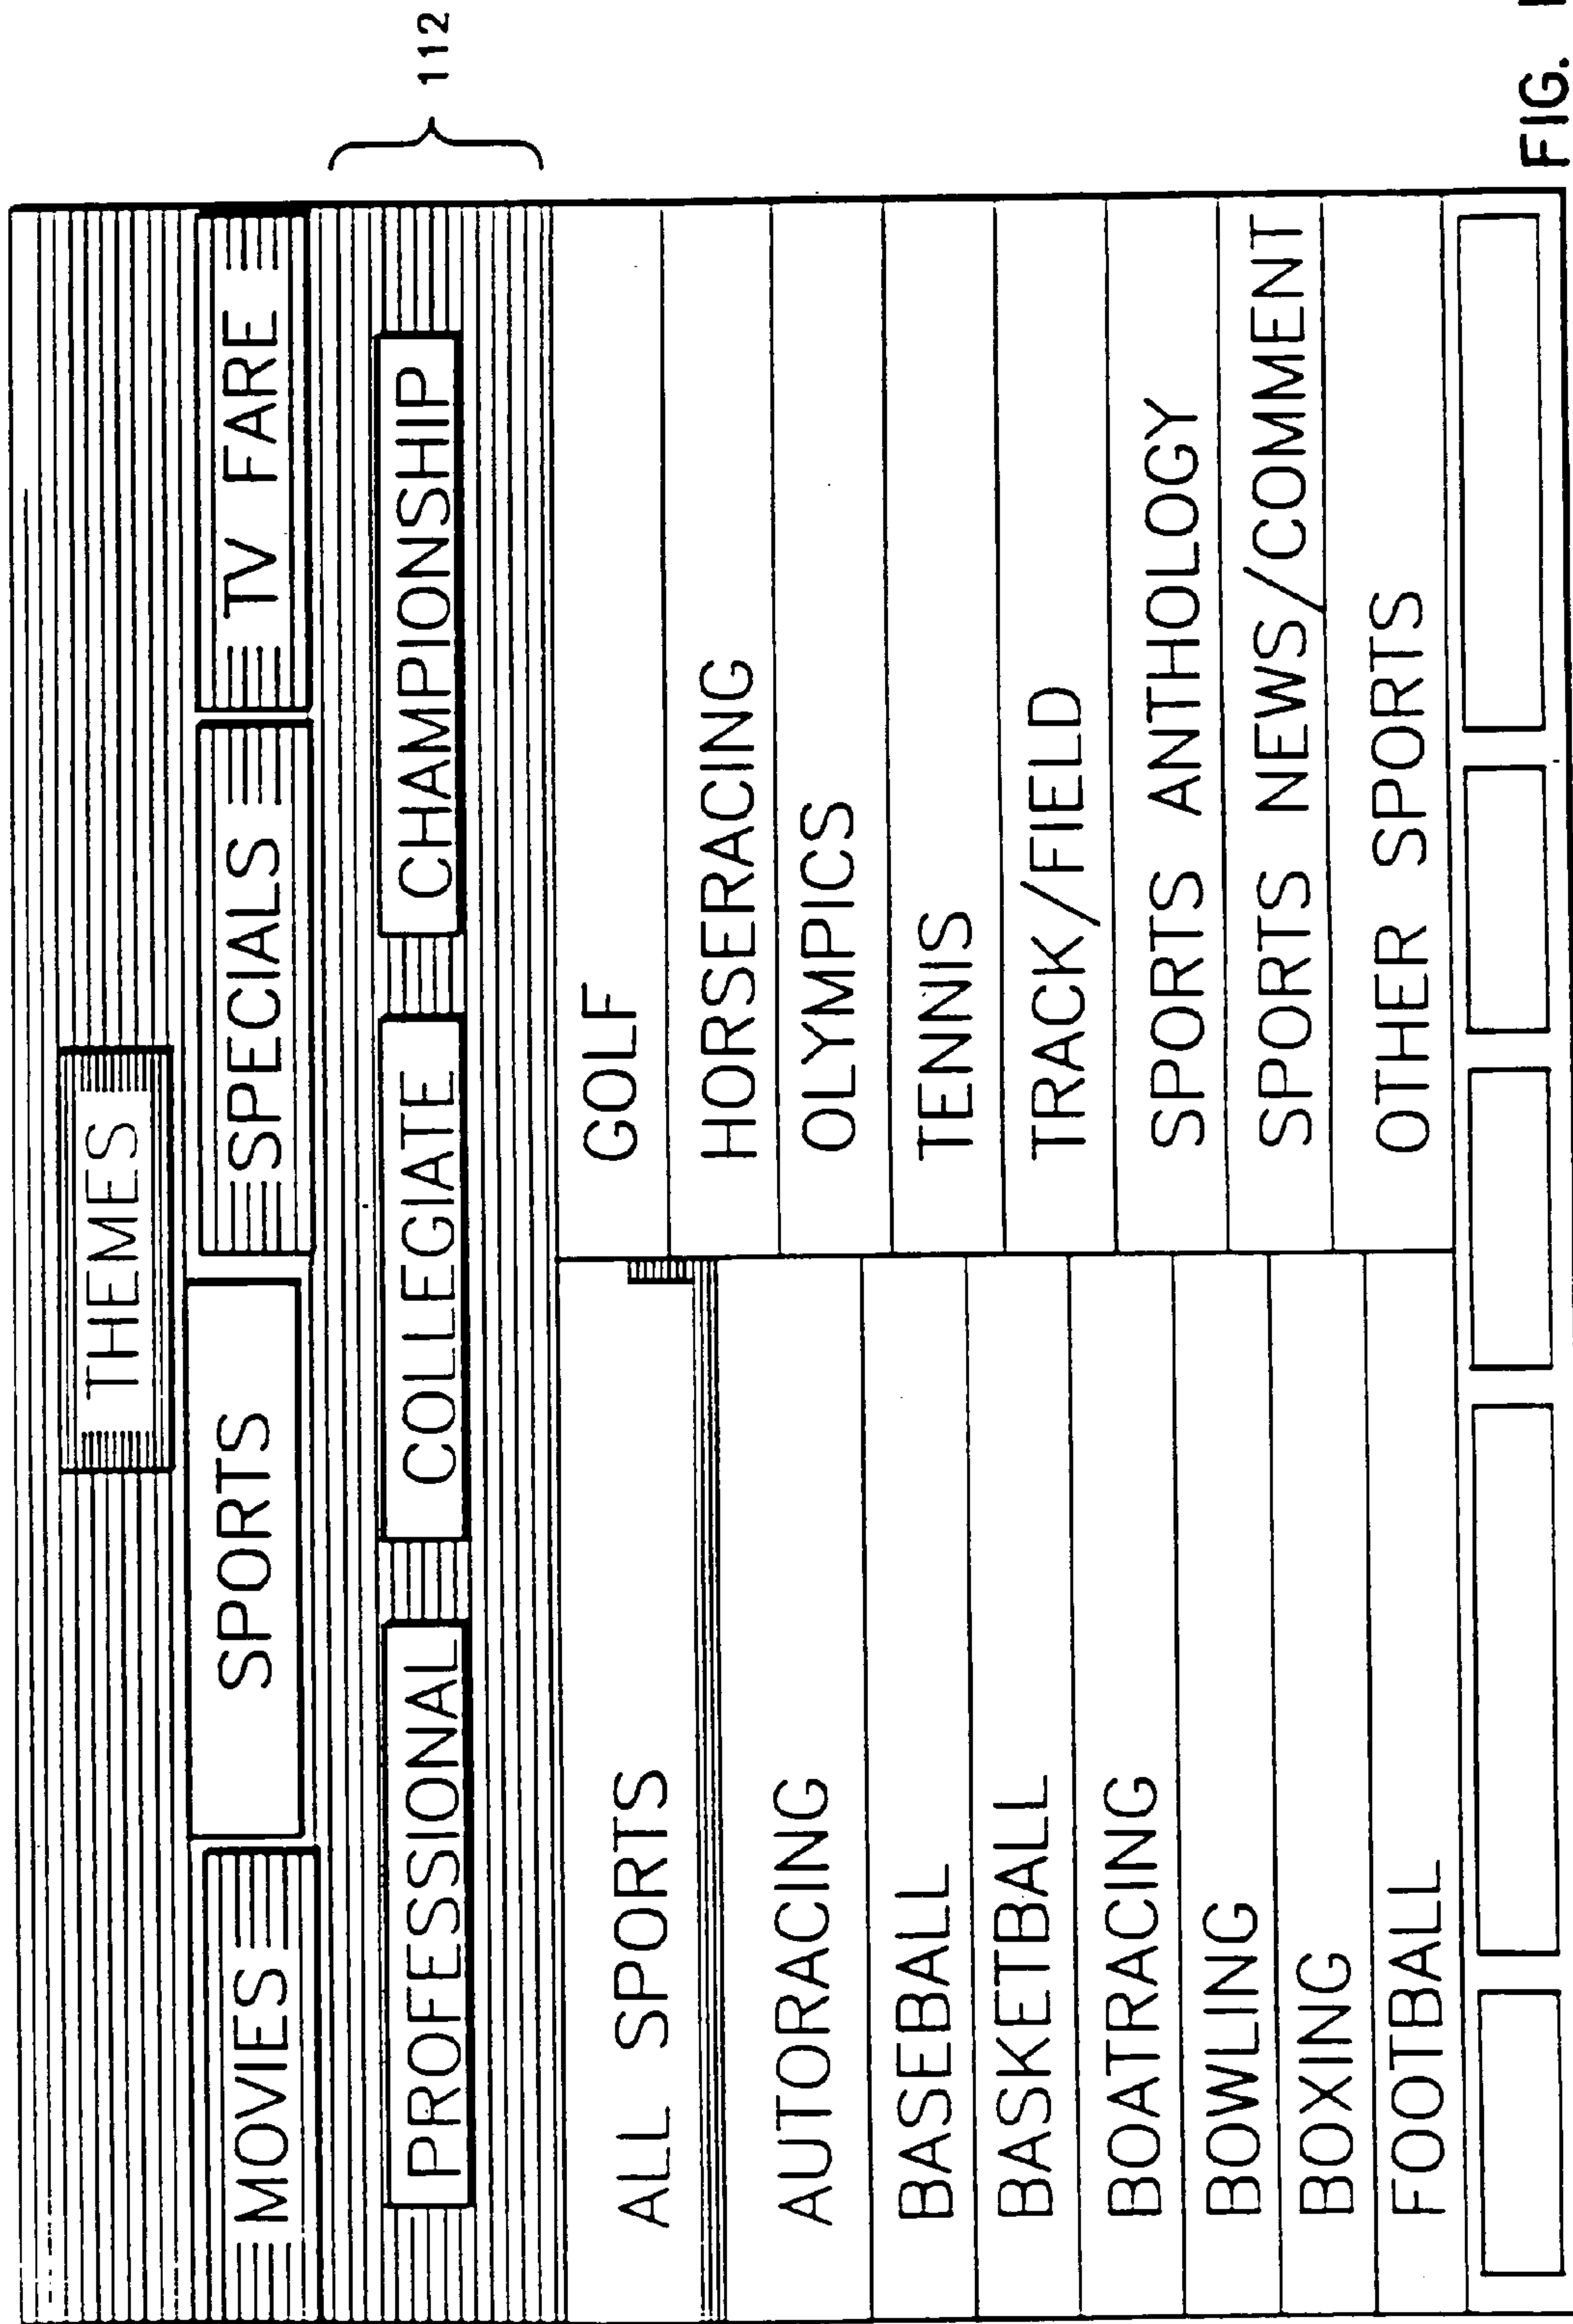 THEMES
MOVIES SPORTS SPECIALS TV FARE
PROFESSIONAL COLLEGIATE CHAMPIONSHIP
112
ALL SPORTS
AUTORACING
BASEBALL
BASKETBALL
BOATRACING
BOWLING
BOXING
FOOTBALL
GOLF
HORSERACING
OLYMPICS
TENNIS
TRACK/FIELD
SPORTS ANTHOLOGY
SPORTS NEWS/COMMENT
OTHER SPORTS
FIG.